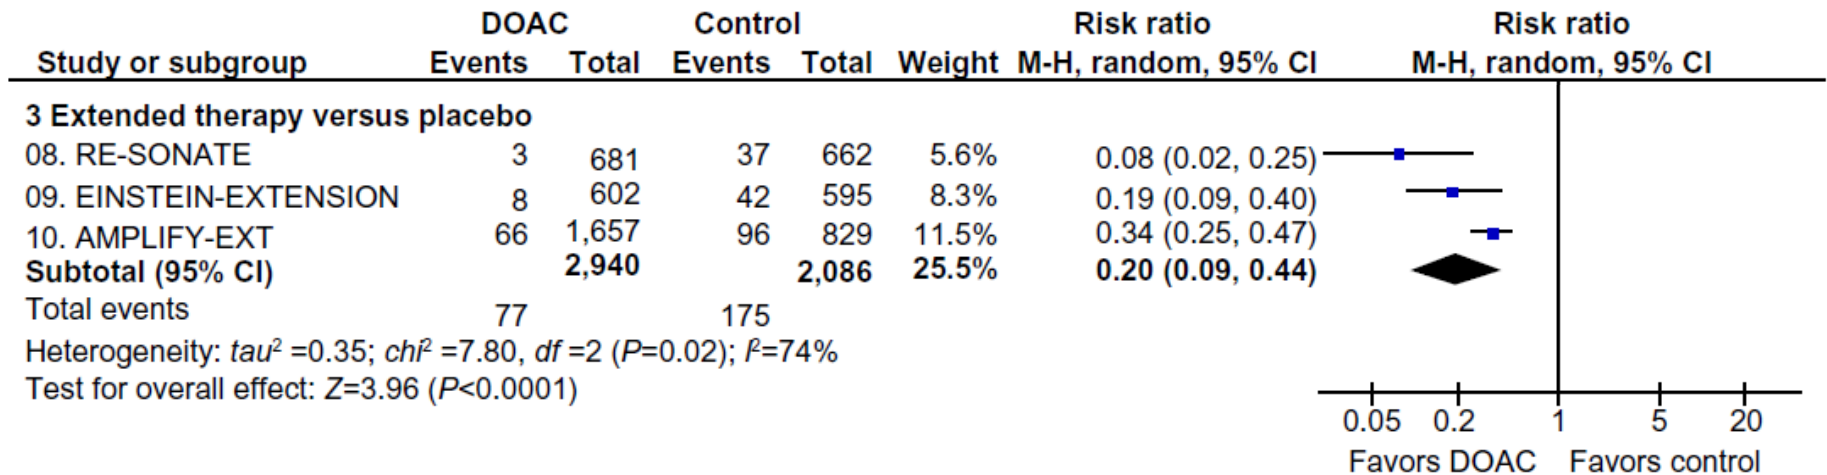 DOAC Control Risk ratio Risk ratio
Study or subgroup Events Total Events Total Weight M-H, random, 95% CI M-H, random, 95% CI
3 Extended therapy versus placebo
08. RE-SONATE 3 681 37 662 5.6% 0.08 (0.02, 0.25)
09. EINSTEIN-EXTENSION 8 602 42 595 8.3% 0.19 (0.09, 0.40)
10. AMPLIFY-EXT 66 1,657 96 829 11.5% 0.34 (0.25, 0.47)
Subtotal (95% CI) 2,940 2,086 25.5% 0.20 (0.09, 0.44)
Total events 77 175
Heterogeneity: tau² =0.35; chi² =7.80, df =2 (P=0.02); I²=74%
Test for overall effect: Z=3.96 (P<0.0001)
0.05 0.2 1 5 20
Favors DOAC Favors control